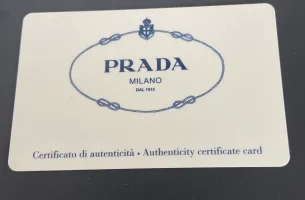 PRADA
MILANO
DAL 1913
Certificato di autenticità • Authenticity certificate card